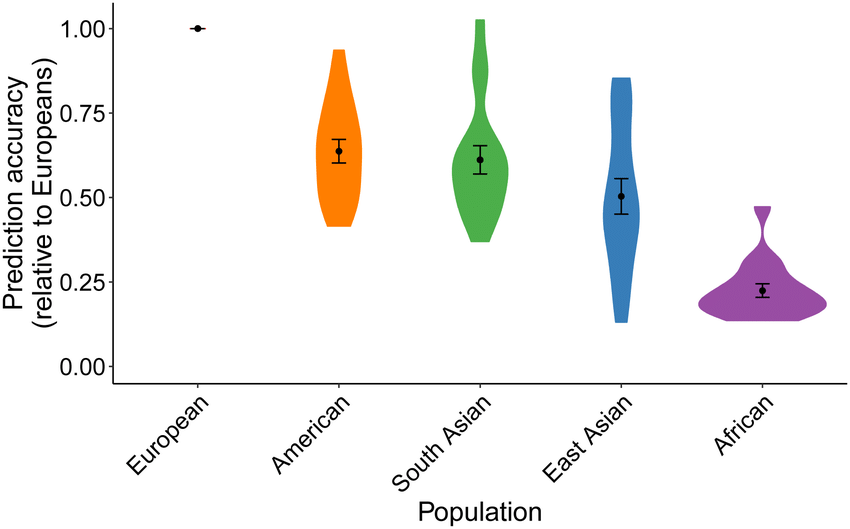 Prediction accuracy
(relative to Europeans)
1.00
0.75
0.50
0.25
0.00
European
American
South Asian
East Asian
African
Population